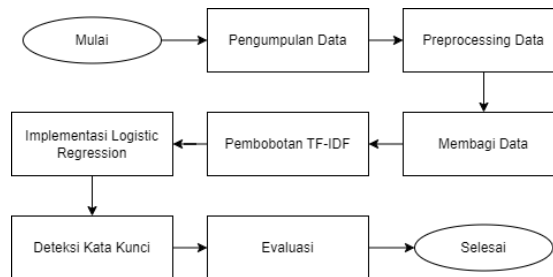 Mulai
Pengumpulan Data
Preprocessing Data
Membagi Data
Pembobotan TF-IDF
Implementasi Logistic
Regression
Deteksi Kata Kunci
Evaluasi
Selesai